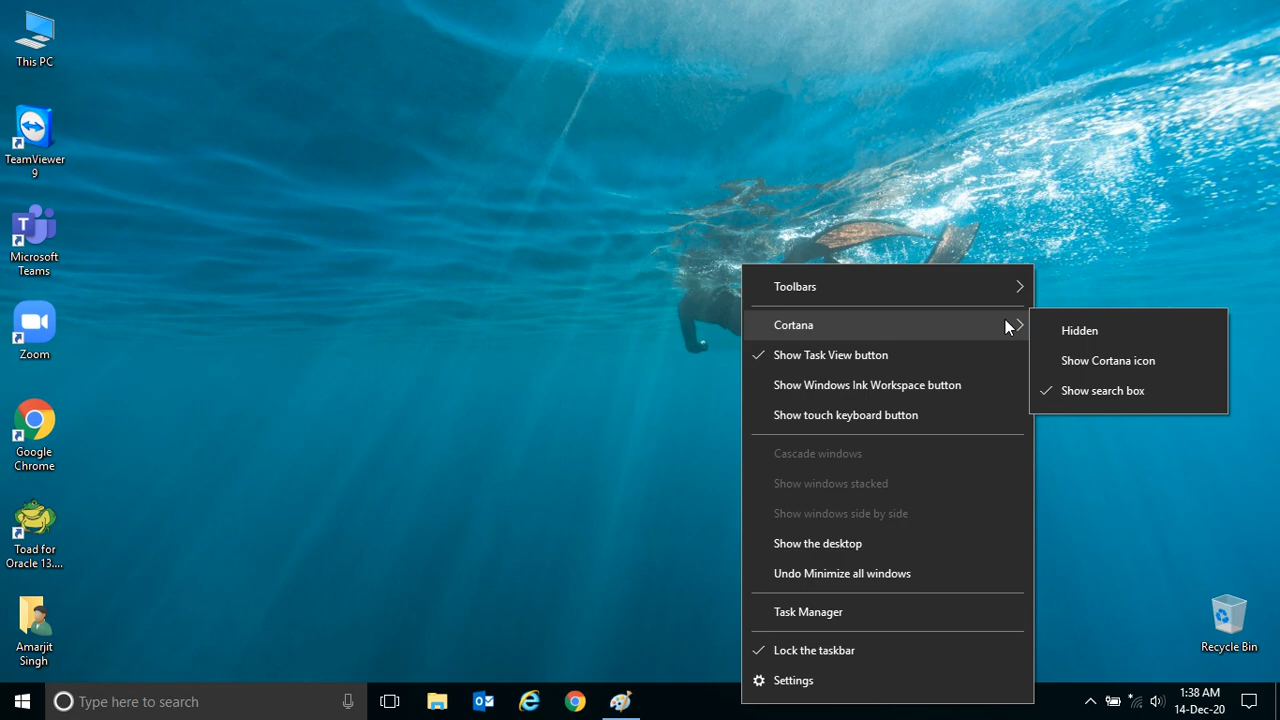 This PC
TeamViewer
9
Microsoft
Teams
Zoom
Google
Chrome
Toad for
Oracle 13....
Amarjit
Singh
Toolbars
Cortana
Show Task View button
Show Windows Ink Workspace button
Show touch keyboard button
Cascade windows
Show windows stacked
Show windows side by side
Show the desktop
Undo Minimize all windows
Task Manager
Lock the taskbar
Settings
Hidden
Show Cortana icon
Show search box
Recycle Bin
Type here to search
1:38 AM
14-Dec-20